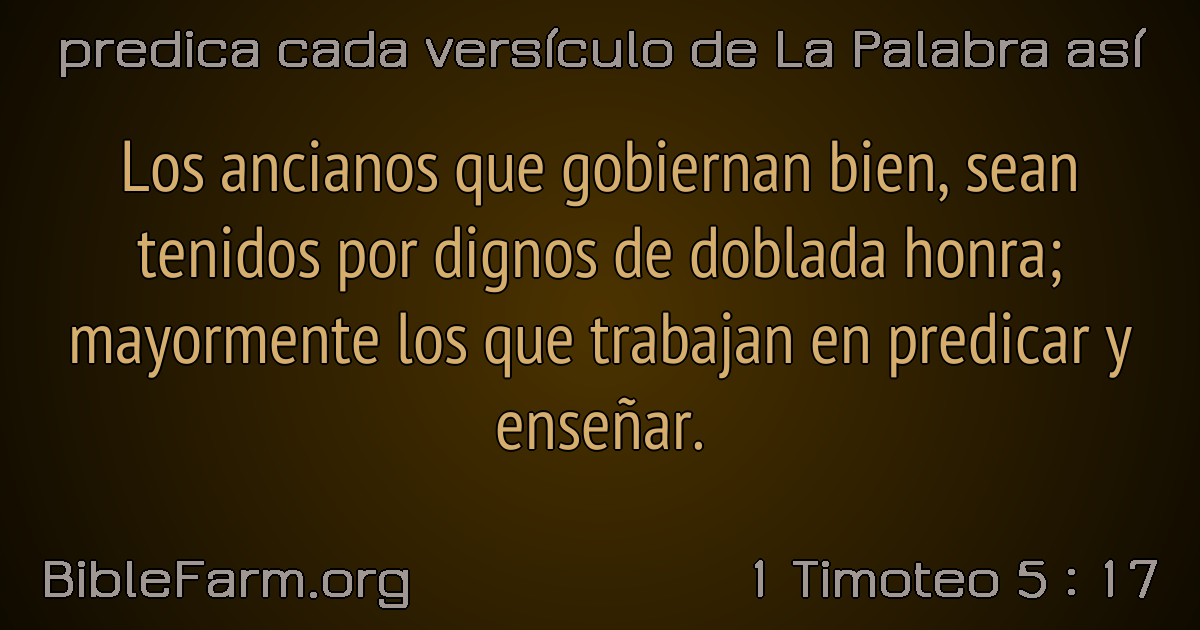 predica cada versículo de La Palabra así
Los ancianos que gobiernan bien, sean
tenidos por dignos de doblada honra;
mayormente los que trabajan en predicar y
enseñar.
BibleFarm.org
1 Timoteo 5 : 17